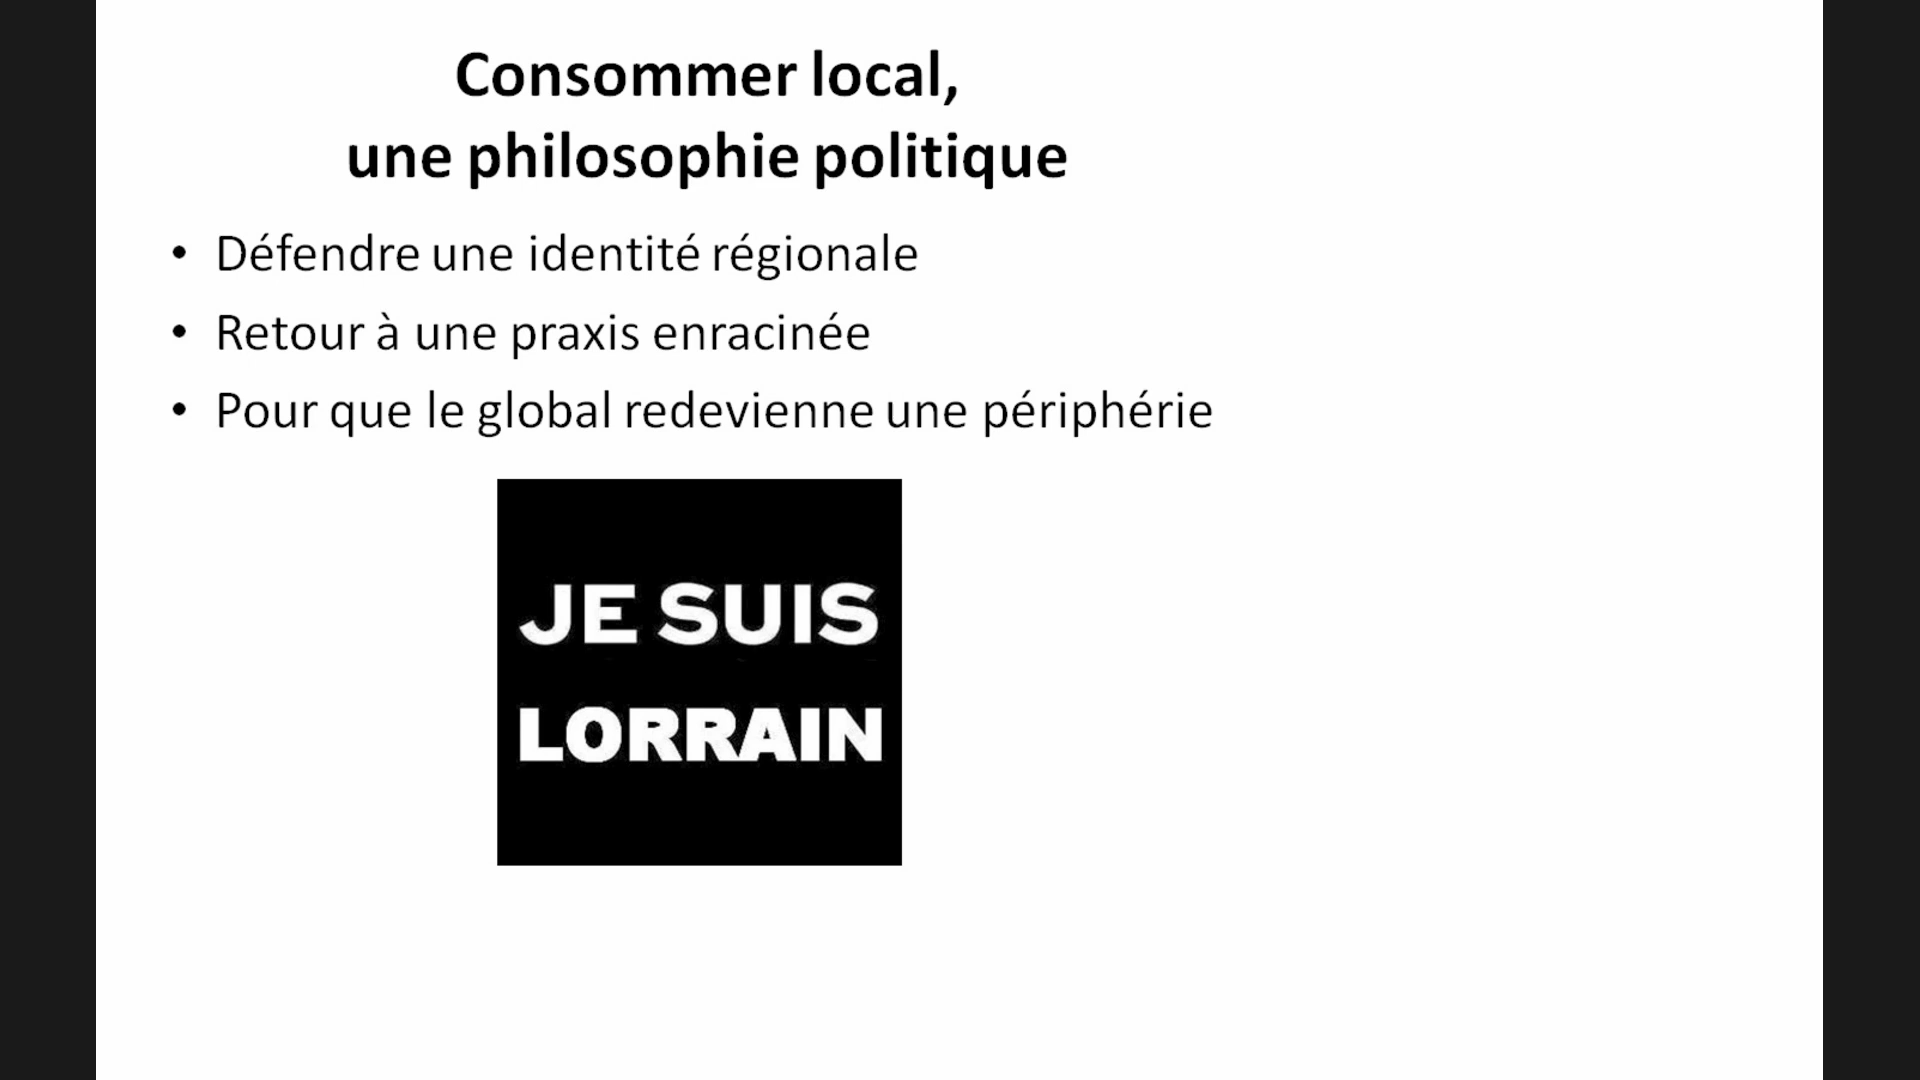 Consommer local,
une philosophie politique
• Défendre une identité régionale
• Retour à une praxis enracinée
• Pour que le global redevienne une périphérie
JE SUIS
LORRAIN